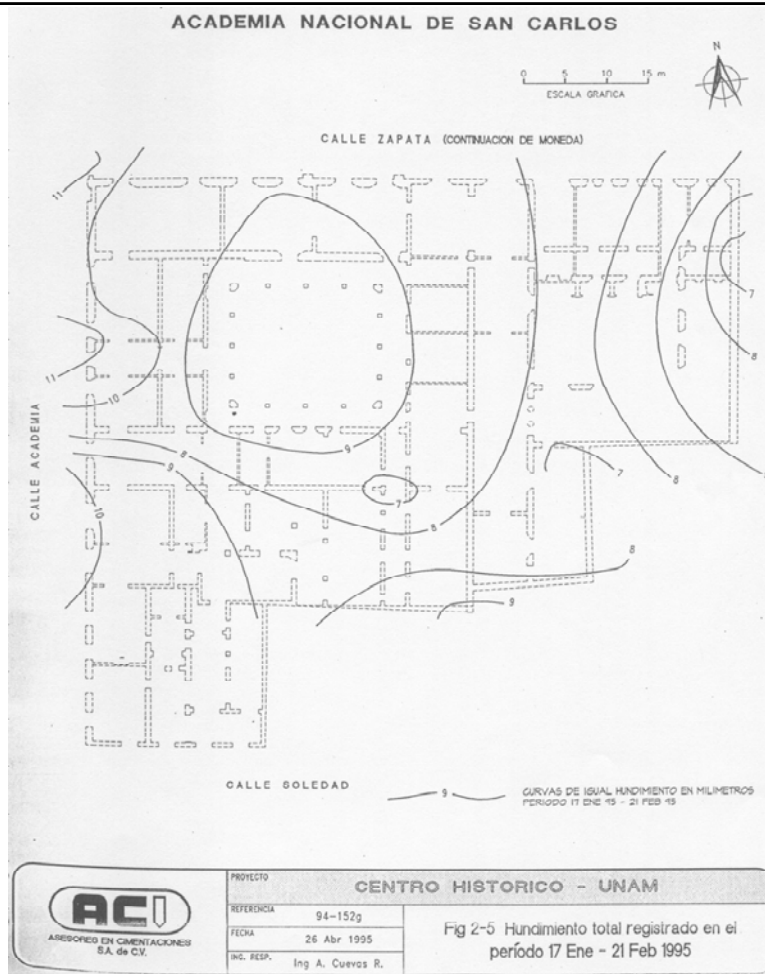 ACADEMIA NACIONAL DE SAN CARLOS
N
0 5 10 15 m
ESCALA GRAFICA
CALLE ZAPATA (CONTINUACION DE MONEDA)
11
7
8
11
10
CALLE ACADEMIA
9
8
9
7
7
8
10
8
8
9
CALLE SOLEDAD
9
CURVAS DE IGUAL HUNDIMIENTO EN MILIMETROS
PERIODO 17 ENE 95 - 21 FEB 95
ACI
ASESORES EN CIMENTACIONES
S.A. de C.V.
PROYECTO
CENTRO HISTORICO - UNAM
REFERENCIA
94-152g
FECHA
26 Abr 1995
ING. RESP.
Ing A. Cuevas R.
Fig 2-5 Hundimiento total registrado en el
período 17 Ene - 21 Feb 1995